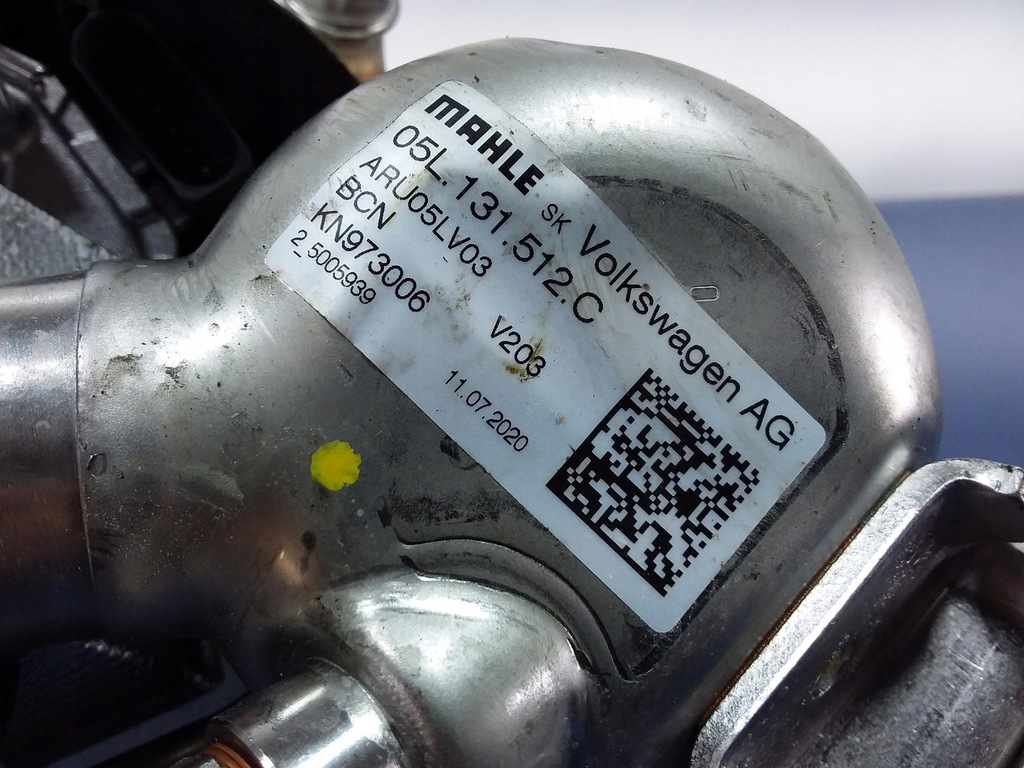 MAHLE SK Volkswagen AG
05L.131.512.C
ARU05LV03 V203
BCN
KN973006 11.07.2020
2_5005939